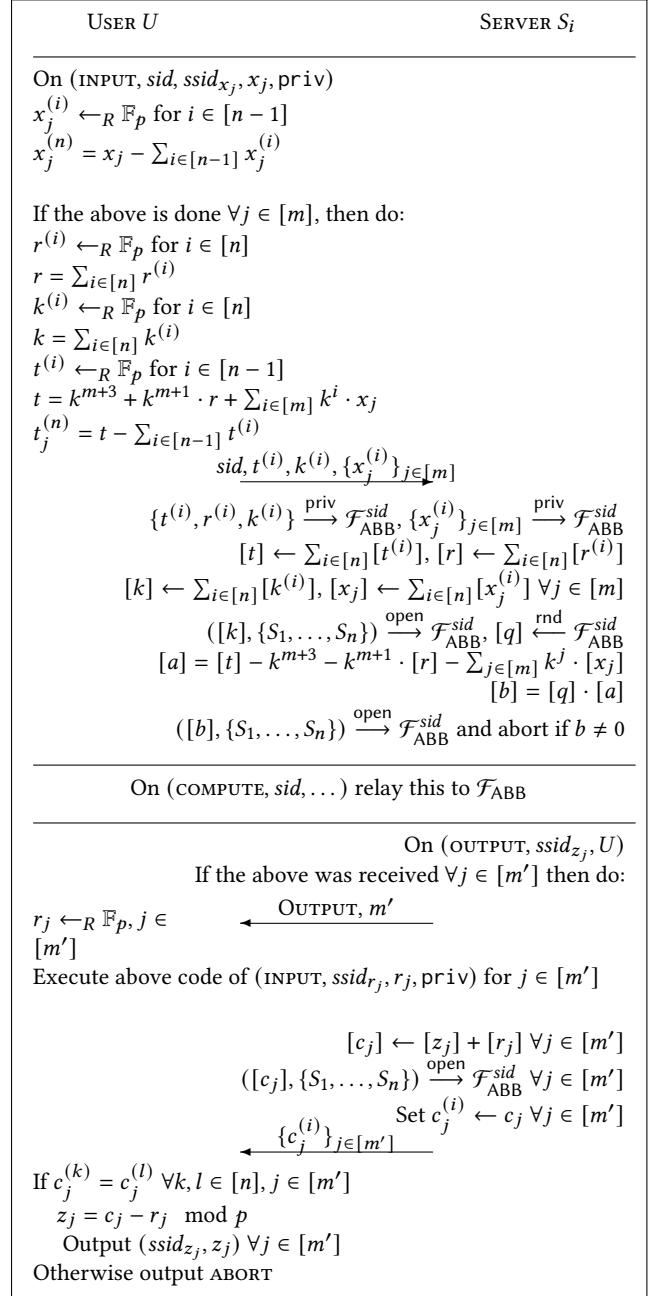 USER U SERVER S_i
On (INPUT, sid, ssid_{x_j}, x_j, priv)
x_j^{(i)} ←_R 𝔽_p for i ∈ [n − 1]
x_j^{(n)} = x_j − ∑_{i∈[n−1]} x_j^{(i)}
If the above is done ∀j ∈ [m], then do:
r^{(i)} ←_R 𝔽_p for i ∈ [n]
r = ∑_{i∈[n]} r^{(i)}
k^{(i)} ←_R 𝔽_p for i ∈ [n]
k = ∑_{i∈[n]} k^{(i)}
t^{(i)} ←_R 𝔽_p for i ∈ [n − 1]
t = k^{m+3} + k^{m+1} · r + ∑_{i∈[m]} k^i · x_j
t_j^{(n)} = t − ∑_{i∈[n−1]} t^{(i)}
sid, t^{(i)}, k^{(i)}, {x_j^{(i)}}_{j∈[m]}
{t^{(i)}, r^{(i)}, k^{(i)}} →^{priv} ℱ_{ABB}^{sid}, {x_j^{(i)}}_{j∈[m]} →^{priv} ℱ_{ABB}^{sid}
[t] ← ∑_{i∈[n]} [t^{(i)}], [r] ← ∑_{i∈[n]} [r^{(i)}]
[k] ← ∑_{i∈[n]} [k^{(i)}], [x_j] ← ∑_{i∈[n]} [x_j^{(i)}] ∀j ∈ [m]
([k], {S_1, . . . , S_n}) →^{open} ℱ_{ABB}^{sid}, [q] ←^{rnd} ℱ_{ABB}^{sid}
[a] = [t] − k^{m+3} − k^{m+1} · [r] − ∑_{j∈[m]} k^j · [x_j]
[b] = [q] · [a]
([b], {S_1, . . . , S_n}) →^{open} ℱ_{ABB}^{sid} and abort if b ≠ 0
On (COMPUTE, sid, . . . ) relay this to ℱ_{ABB}
On (OUTPUT, ssid_{z_j}, U)
If the above was received ∀j ∈ [m′] then do:
OUTPUT, m′
r_j ←_R 𝔽_p, j ∈
[m′]
Execute above code of (INPUT, ssid_{r_j}, r_j, priv) for j ∈ [m′]
[c_j] ← [z_j] + [r_j] ∀j ∈ [m′]
([c_j], {S_1, . . . , S_n}) →^{open} ℱ_{ABB}^{sid} ∀j ∈ [m′]
Set c_j^{(i)} ← c_j ∀j ∈ [m′]
{c_j^{(i)}}_{j∈[m′]}
If c_j^{(k)} = c_j^{(l)} ∀k, l ∈ [n], j ∈ [m′]
z_j = c_j − r_j mod p
Output (ssid_{z_j}, z_j) ∀j ∈ [m′]
Otherwise output ABORT